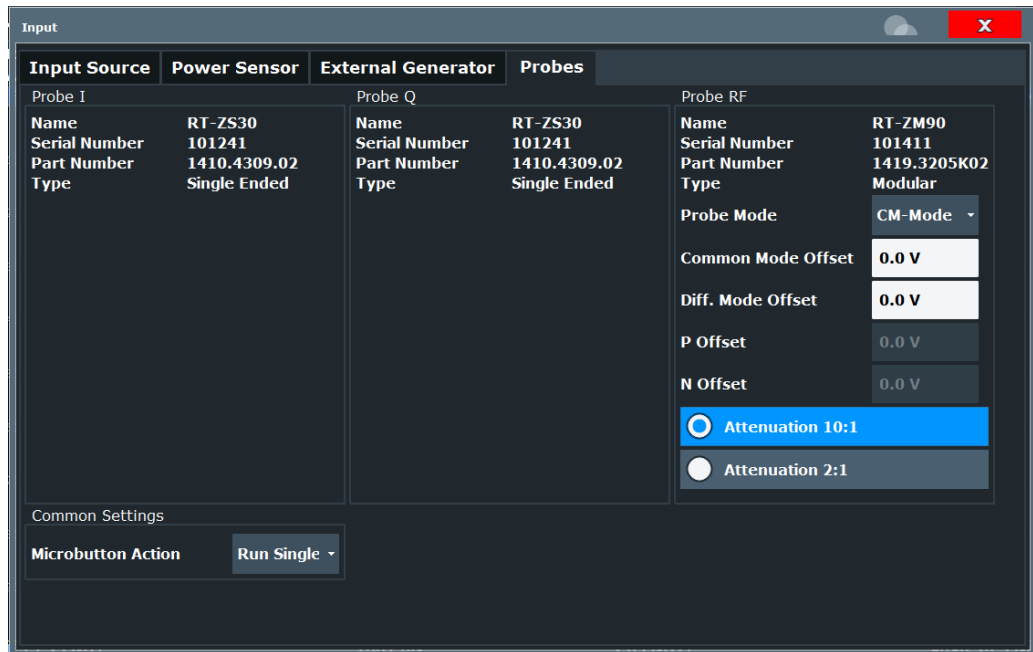 Input
X
Input Source Power Sensor External Generator Probes
Probe I
Name RT-ZS30
Serial Number 101241
Part Number 1410.4309.02
Type Single Ended
Probe Q
Name RT-ZS30
Serial Number 101241
Part Number 1410.4309.02
Type Single Ended
Probe RF
Name RT-ZM90
Serial Number 101411
Part Number 1419.3205K02
Type Modular
Probe Mode CM-Mode
Common Mode Offset 0.0 V
Diff. Mode Offset 0.0 V
P Offset 0.0 V
N Offset 0.0 V
Attenuation 10:1
Attenuation 2:1
Common Settings
Microbutton Action Run Single